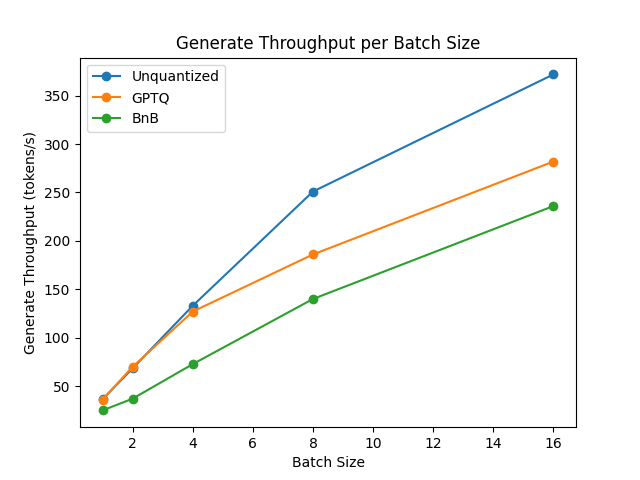 Generate Throughput per Batch Size
Unquantized
GPTQ
BnB
Generate Throughput (tokens/s)
350
300
250
200
150
100
50
2 4 6 8 10 12 14 16
Batch Size